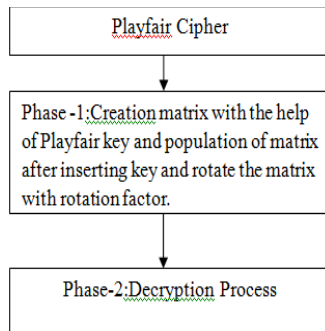 Playfair Cipher
Phase -1:Creation matrix with the help
of Playfair key and population of matrix
after inserting key and rotate the matrix
with rotation factor.
Phase-2:Decryption Process